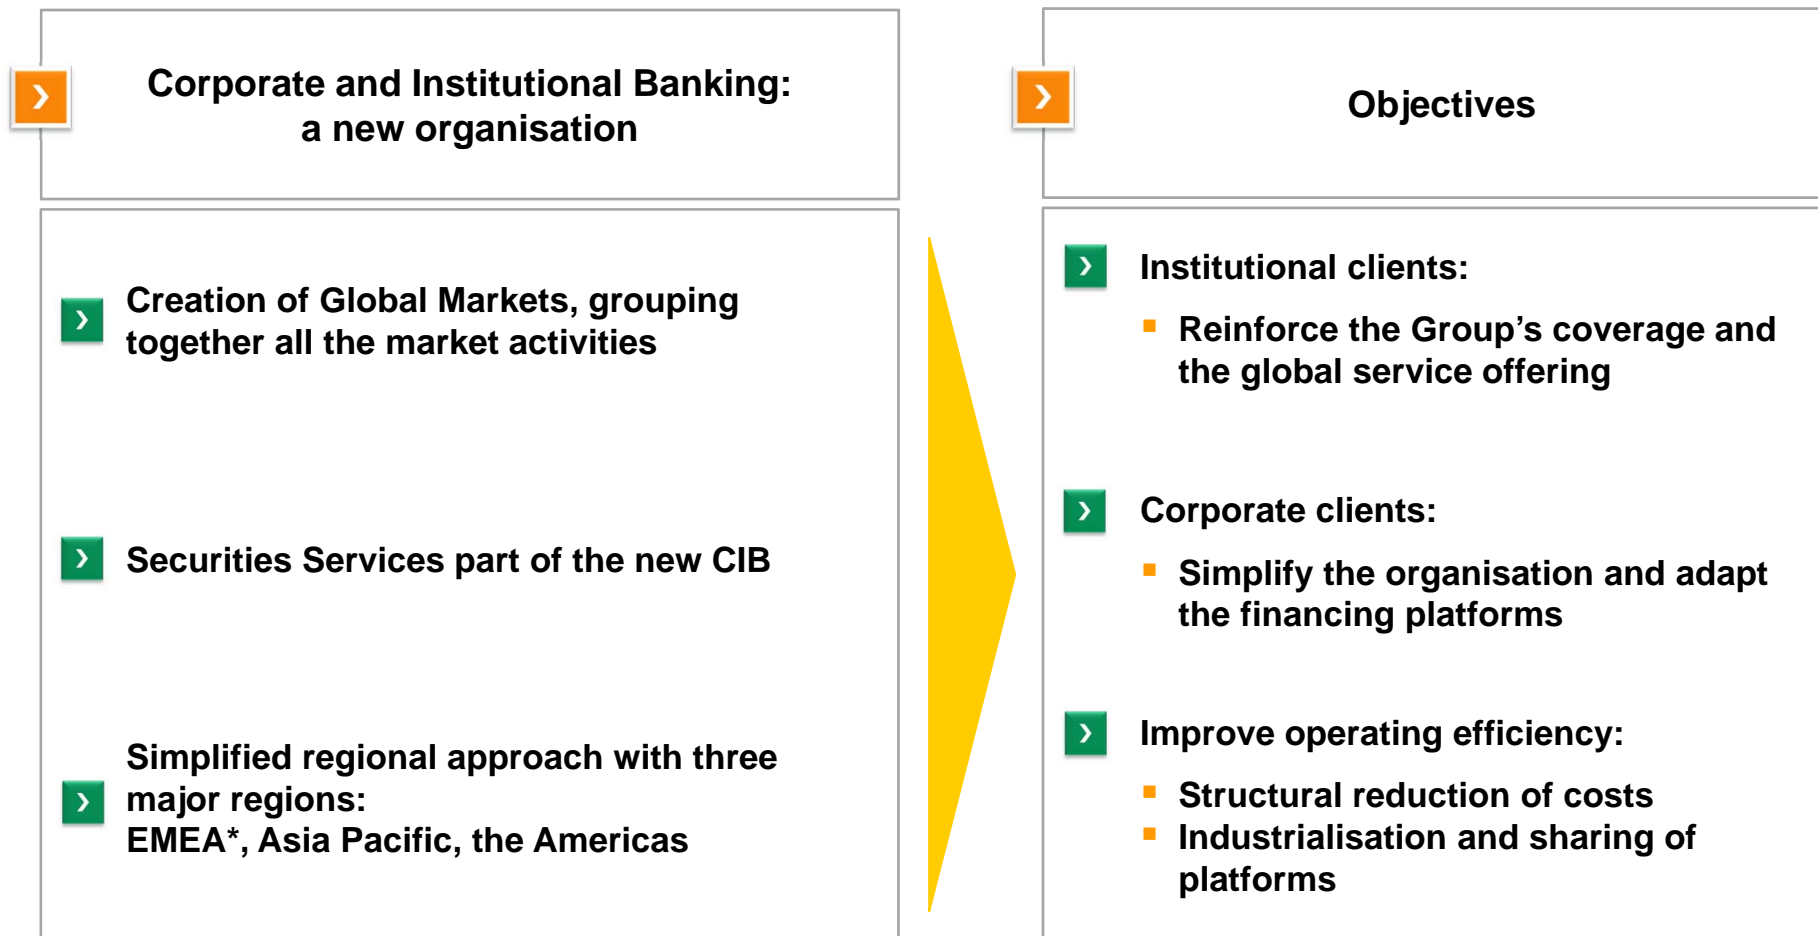 Corporate and Institutional Banking:
a new organisation
Creation of Global Markets, grouping
together all the market activities
Securities Services part of the new CIB
Simplified regional approach with three
major regions:
EMEA*, Asia Pacific, the Americas
Objectives
Institutional clients:
Reinforce the Group’s coverage and
the global service offering
Corporate clients:
Simplify the organisation and adapt
the financing platforms
Improve operating efficiency:
Structural reduction of costs
Industrialisation and sharing of
platforms